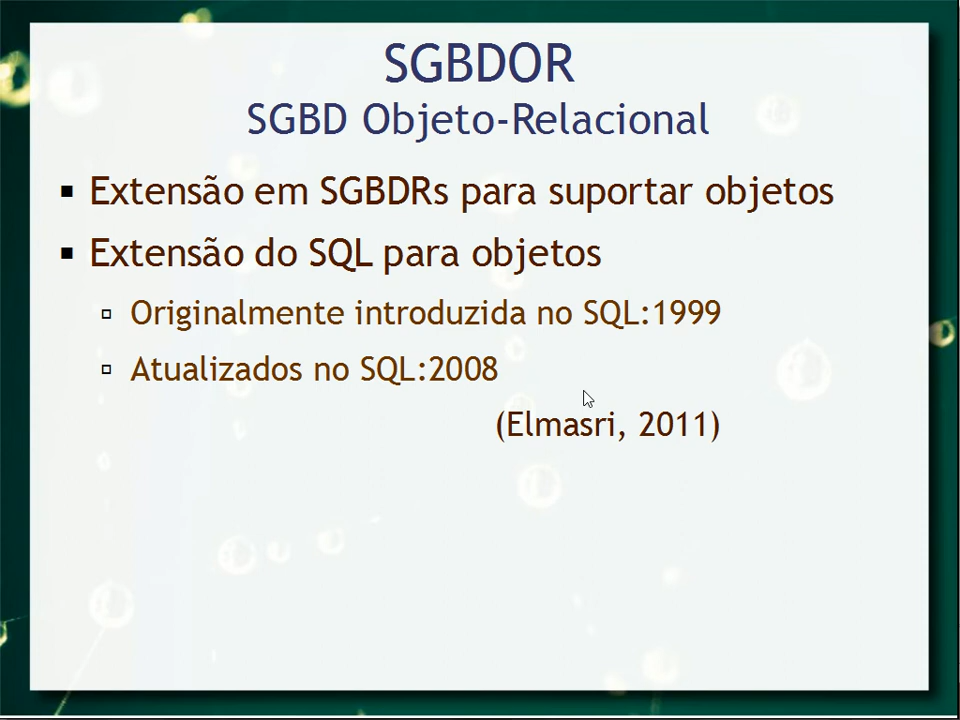 SGBDOR
SGBD Objeto-Relacional
Extensão em SGBDRs para suportar objetos
Extensão do SQL para objetos
Originalmente introduzida no SQL:1999
Atualizados no SQL:2008
(Elmasri, 2011)